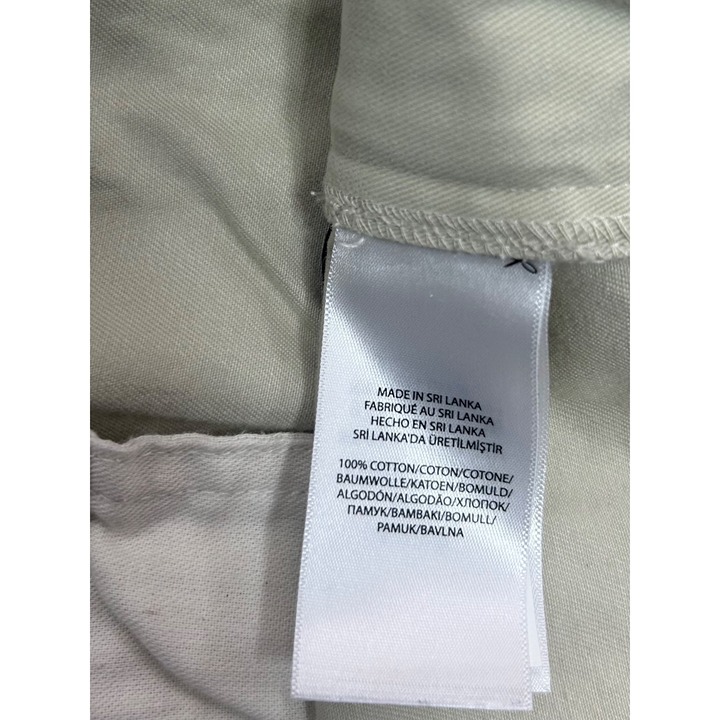 MADE IN SRI LANKA
FABRIQUÉ AU SRI LANKA
HECHO EN SRI LANKA
SRİ LANKA'DA ÜRETİLMİŞTİR
100% COTTON/COTON/COTONE/
BAUMWOLLE/KATOEN/BOMULD/
ALGODÓN/ALGODÃO/ХЛОПОК/
ПАМУК/BAMBAKI/BOMULL/
PAMUK/BAVLNA